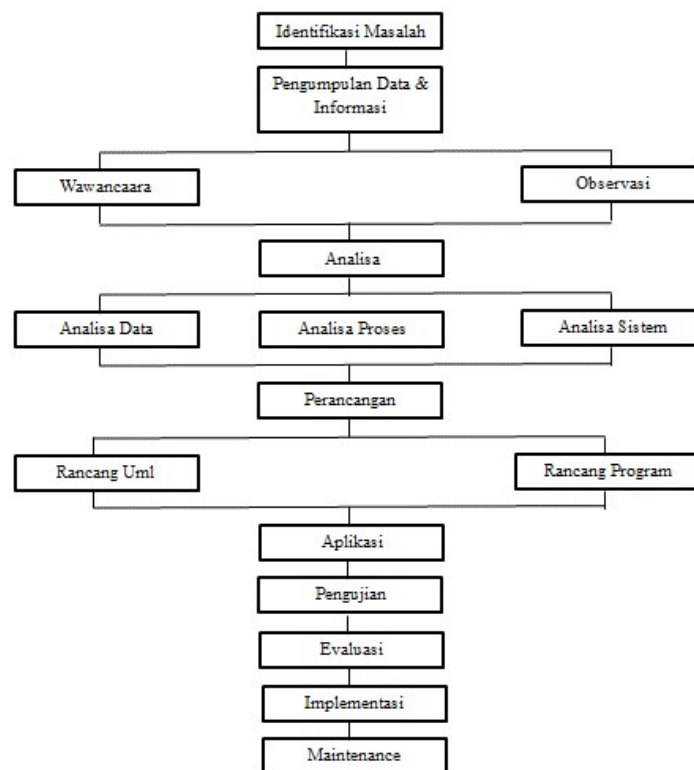 Identifikasi Masalah
Pengumpulan Data &
Informasi
Wawancaara
Observasi
Analisa
Analisa Data
Analisa Proses
Analisa Sistem
Perancangan
Rancang Uml
Rancang Program
Aplikasi
Pengujian
Evaluasi
Implementasi
Maintenance